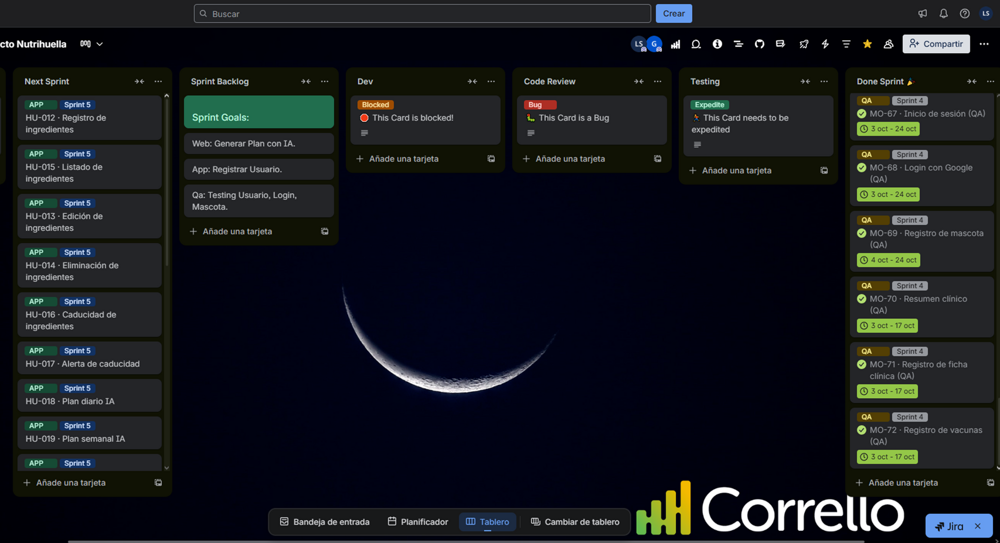 Buscar
Crear
LS
cto Nutrihuella
LS
G
Compartir
Next Sprint
APP Sprint 5
HU-012 · Registro de
ingredientes
APP Sprint 5
HU-015 · Listado de
ingredientes
APP Sprint 5
HU-013 · Edición de
ingredientes
APP Sprint 5
HU-014 · Eliminación de
ingredientes
APP Sprint 5
HU-016 · Caducidad de
ingredientes
APP Sprint 5
HU-017 · Alerta de caducidad
APP Sprint 5
HU-018 · Plan diario IA
APP Sprint 5
HU-019 · Plan semanal IA
APP Sprint 5
Añade una tarjeta
Sprint Backlog
Sprint Goals:
Web: Generar Plan con IA.
App: Registrar Usuario.
Qa: Testing Usuario, Login,
Mascota.
Añade una tarjeta
Dev
Blocked
This Card is blocked!
Añade una tarjeta
Code Review
Bug
This Card is a Bug
Añade una tarjeta
Testing
Expedite
This Card needs to be
expedited
Añade una tarjeta
Done Sprint
QA Sprint 4
MO-67 · Inicio de sesión (QA)
3 oct - 24 oct
QA Sprint 4
MO-68 · Login con Google
(QA)
3 oct - 24 oct
QA Sprint 4
MO-69 · Registro de mascota
(QA)
4 oct - 24 oct
QA Sprint 4
MO-70 · Resumen clínico
(QA)
3 oct - 17 oct
QA Sprint 4
MO-71 · Registro de ficha
clínica (QA)
3 oct - 17 oct
QA Sprint 4
MO-72 · Registro de vacunas
(QA)
3 oct - 17 oct
Añade una tarjeta
Bandeja de entrada
Planificador
Tablero
Cambiar de tablero
Corrello
Jira